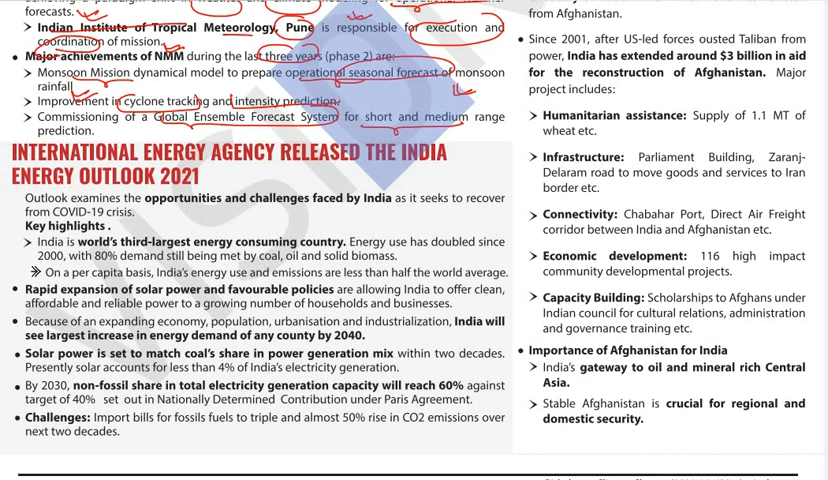 forecasts.
➤ Indian Institute of Tropical Meteorology, Pune is responsible for execution and
coordination of mission.
• Major achievements of NMM during the last three years (phase 2) are:
➤ Monsoon Mission dynamical model to prepare operational seasonal forecast of monsoon
rainfall
➤ Improvement in cyclone tracking and intensity prediction.
➤ Commissioning of a Global Ensemble Forecast System for short and medium range
prediction.
INTERNATIONAL ENERGY AGENCY RELEASED THE INDIA
ENERGY OUTLOOK 2021
Outlook examines the opportunities and challenges faced by India as it seeks to recover
from COVID-19 crisis.
Key highlights .
➤ India is world's third-largest energy consuming country. Energy use has doubled since
2000, with 80% demand still being met by coal, oil and solid biomass.
⪢ On a per capita basis, India's energy use and emissions are less than half the world average.
• Rapid expansion of solar power and favourable policies are allowing India to offer clean,
affordable and reliable power to a growing number of households and businesses.
• Because of an expanding economy, population, urbanisation and industrialization, India will
see largest increase in energy demand of any county by 2040.
• Solar power is set to match coal's share in power generation mix within two decades.
Presently solar accounts for less than 4% of India's electricity generation.
• By 2030, non-fossil share in total electricity generation capacity will reach 60% against
target of 40% set out in Nationally Determined Contribution under Paris Agreement.
• Challenges: Import bills for fossils fuels to triple and almost 50% rise in CO2 emissions over
next two decades.
from Afghanistan.
• Since 2001, after US-led forces ousted Taliban from
power, India has extended around $3 billion in aid
for the reconstruction of Afghanistan. Major
project includes:
➤ Humanitarian assistance: Supply of 1.1 MT of
wheat etc.
➤ Infrastructure: Parliament Building, Zaranj-
Delaram road to move goods and services to Iran
border etc.
➤ Connectivity: Chabahar Port, Direct Air Freight
corridor between India and Afghanistan etc.
➤ Economic development: 116 high impact
community developmental projects.
➤ Capacity Building: Scholarships to Afghans under
Indian council for cultural relations, administration
and governance training etc.
• Importance of Afghanistan for India
➤ India's gateway to oil and mineral rich Central
Asia.
➤ Stable Afghanistan is crucial for regional and
domestic security.